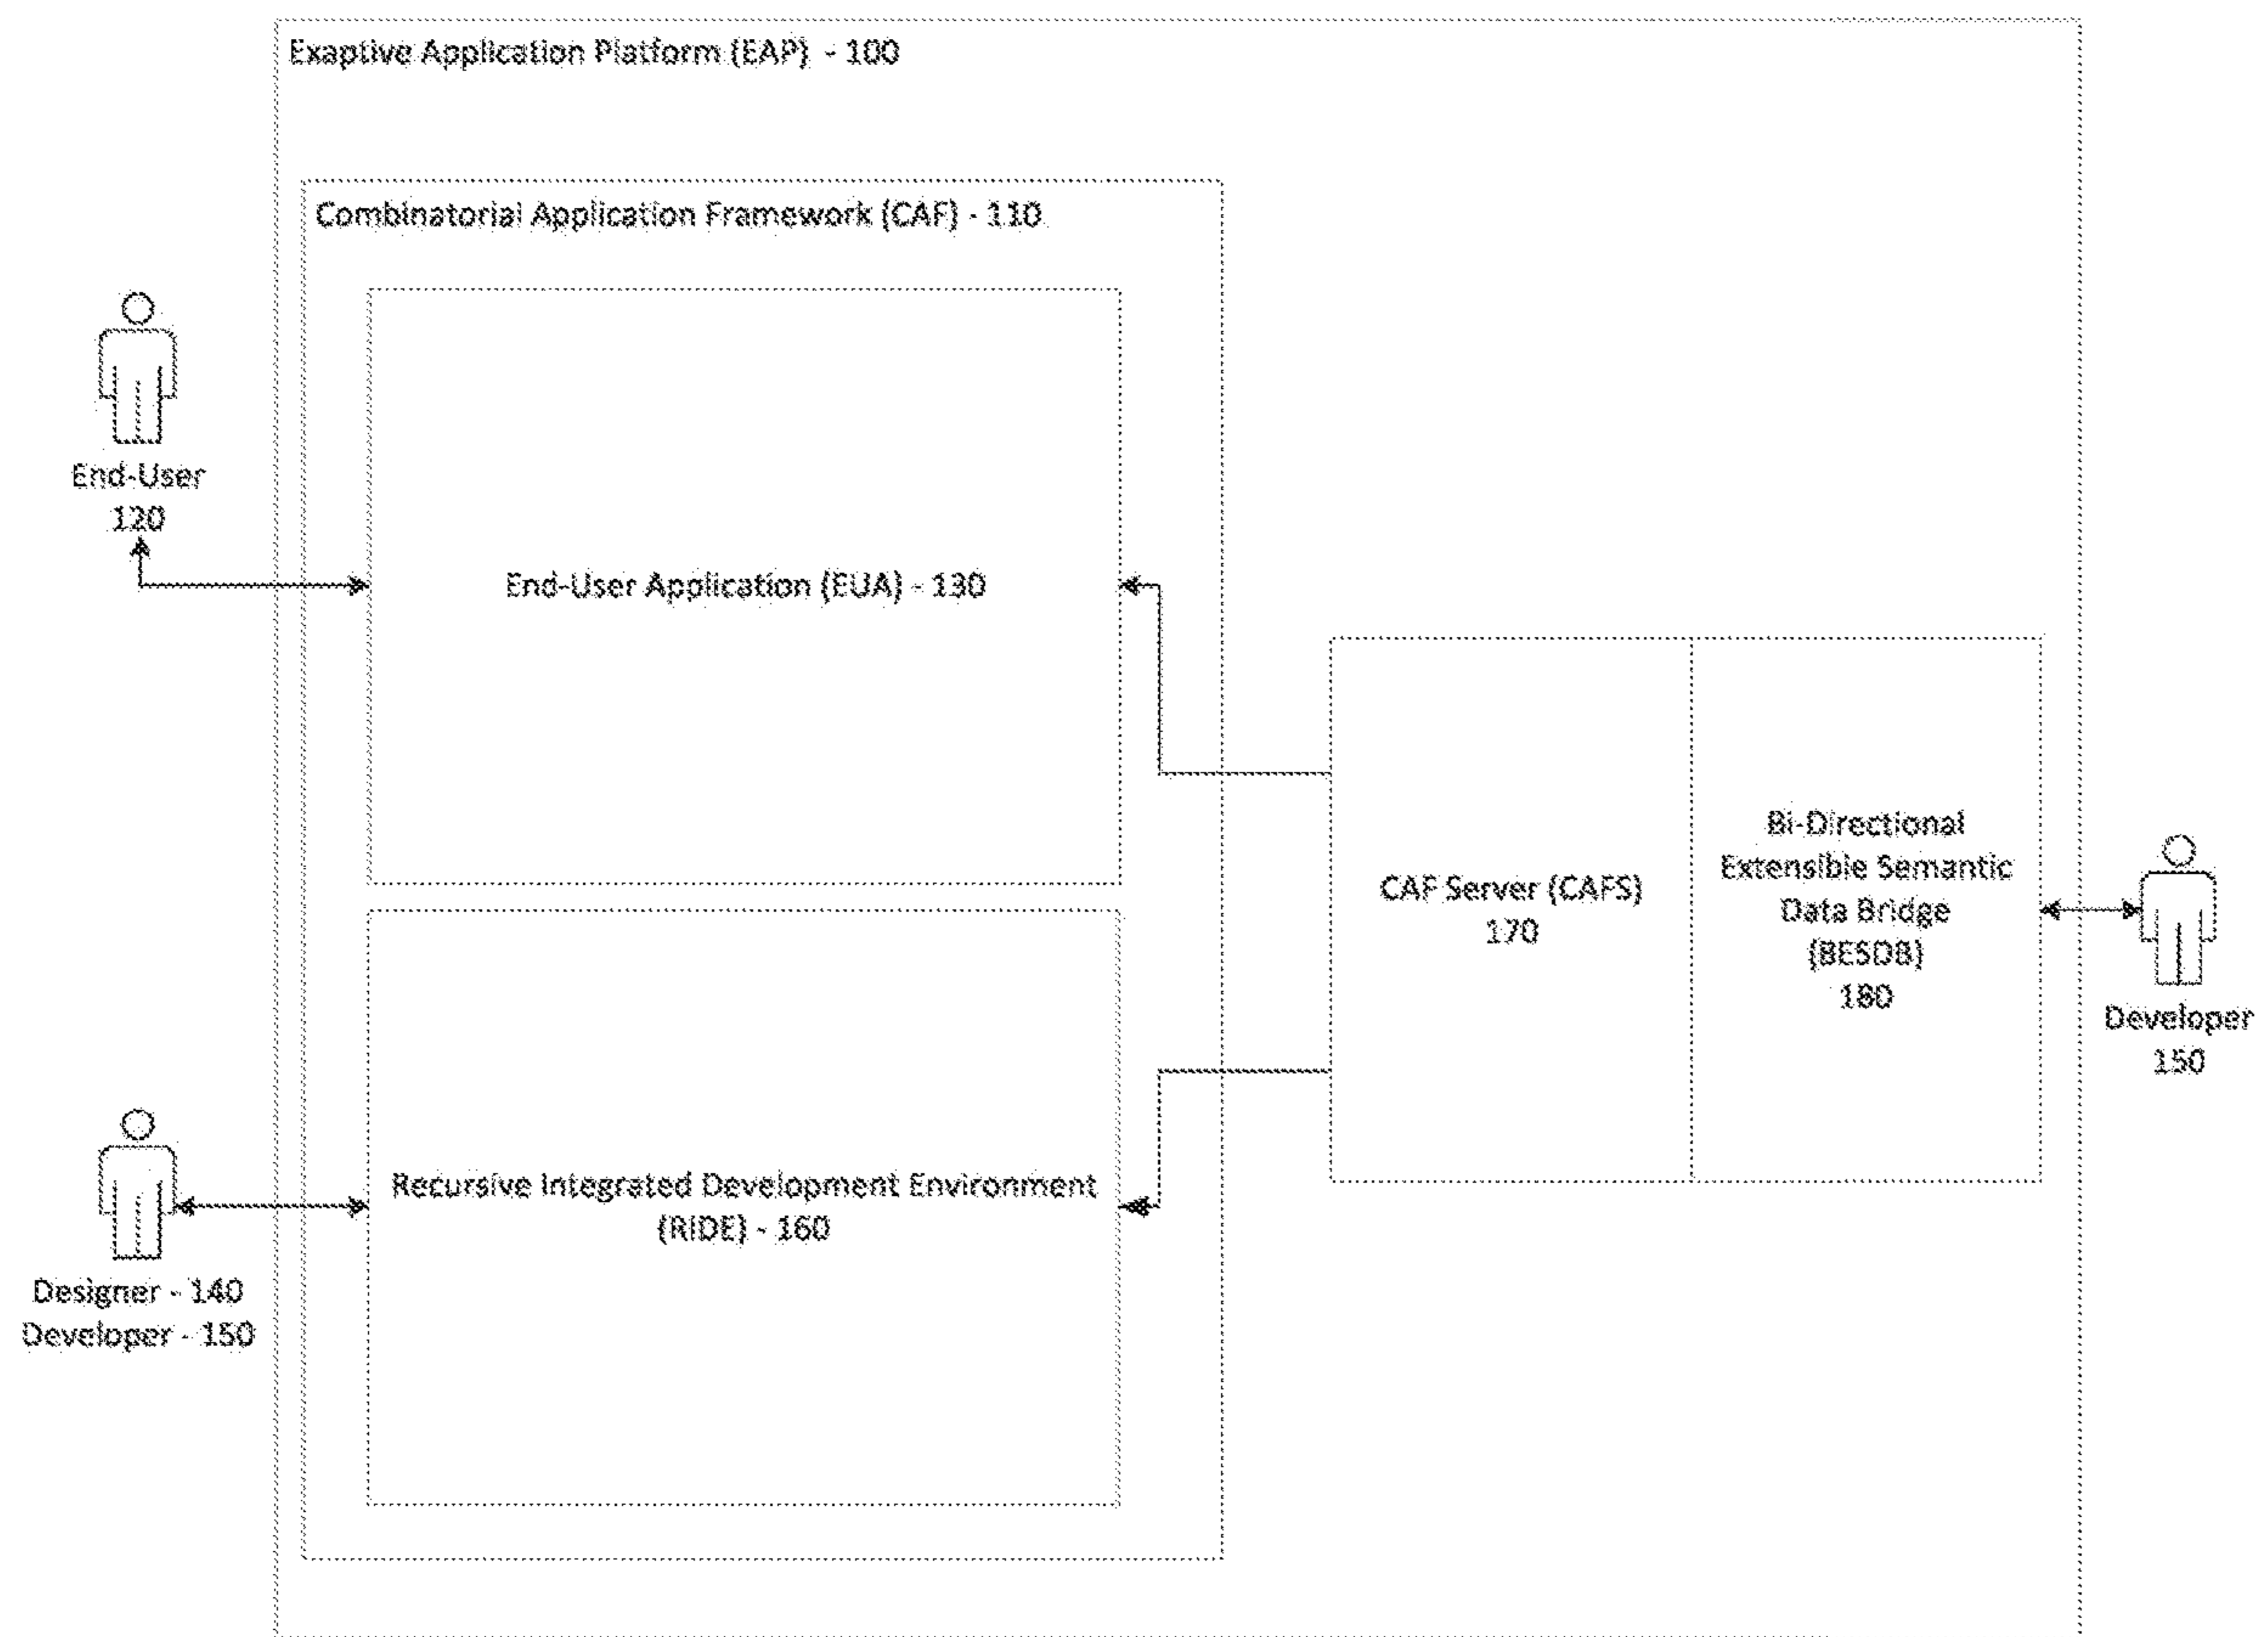 Exaptive Application Platform (EAP) - 100
Combinatorial Application Framework (CAF) - 110
End-User
120
End-User Application (EUA) - 130
CAF Server (CAFS)
170
Bi-Directional
Extensible Semantic
Data Bridge
(BESDB)
180
Developer
150
Designer - 140
Developer - 150
Recursive Integrated Development Environment
(RIDE) - 160